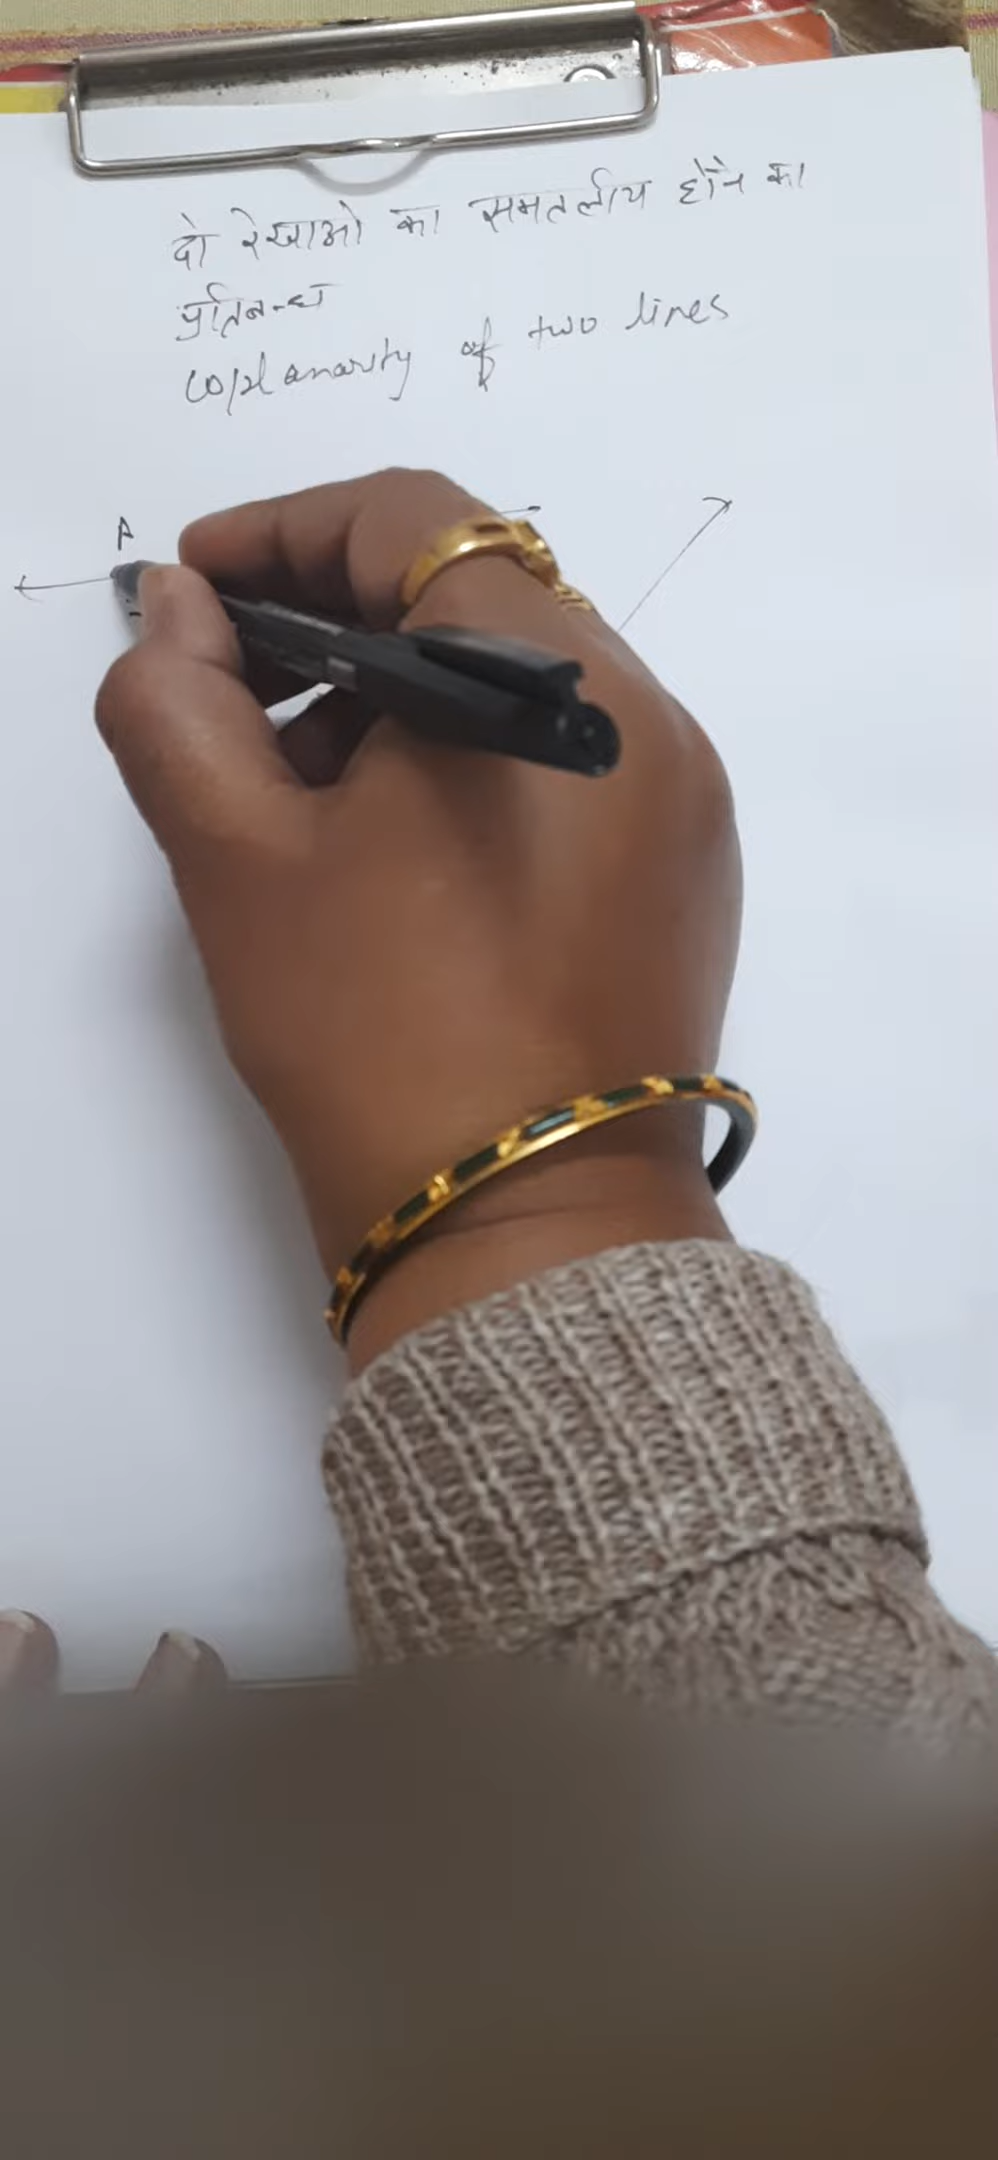 दो रेखाओ का समतलीय होने का
प्रतिबन्ध
coplanarity of two lines
A